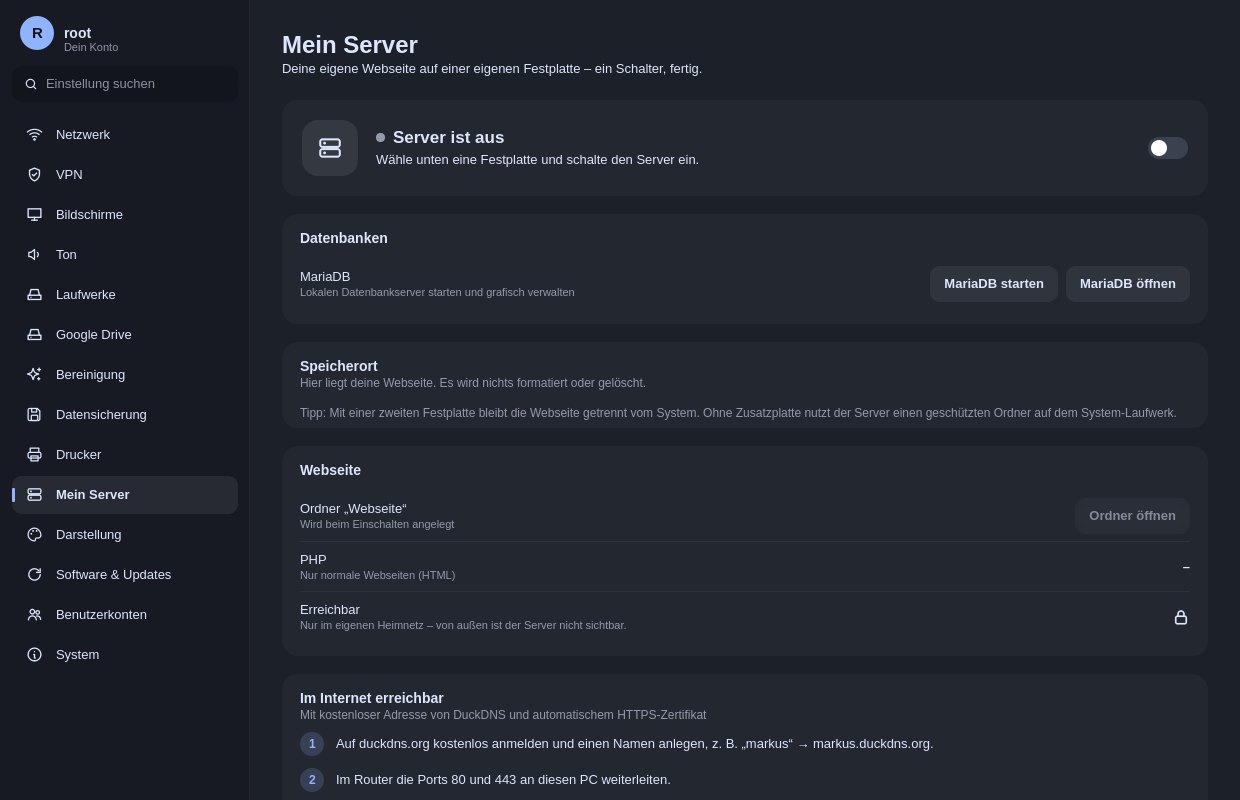 R
root
Dein Konto
Einstellung suchen
Netzwerk
VPN
Bildschirme
Ton
Laufwerke
Google Drive
Bereinigung
Datensicherung
Drucker
Mein Server
Darstellung
Software & Updates
Benutzerkonten
System
Mein Server
Deine eigene Webseite auf einer eigenen Festplatte – ein Schalter, fertig.
Server ist aus
Wähle unten eine Festplatte und schalte den Server ein.
Datenbanken
MariaDB
Lokalen Datenbankserver starten und grafisch verwalten
MariaDB starten
MariaDB öffnen
Speicherort
Hier liegt deine Webseite. Es wird nichts formatiert oder gelöscht.
Tipp: Mit einer zweiten Festplatte bleibt die Webseite getrennt vom System. Ohne Zusatzplatte nutzt der Server einen geschützten Ordner auf dem System-Laufwerk.
Webseite
Ordner „Webseite“
Wird beim Einschalten angelegt
Ordner öffnen
PHP
Nur normale Webseiten (HTML)
–
Erreichbar
Nur im eigenen Heimnetz – von außen ist der Server nicht sichtbar.
Im Internet erreichbar
Mit kostenloser Adresse von DuckDNS und automatischem HTTPS-Zertifikat
1 Auf duckdns.org kostenlos anmelden und einen Namen anlegen, z. B. „markus“ → markus.duckdns.org.
2 Im Router die Ports 80 und 443 an diesen PC weiterleiten.